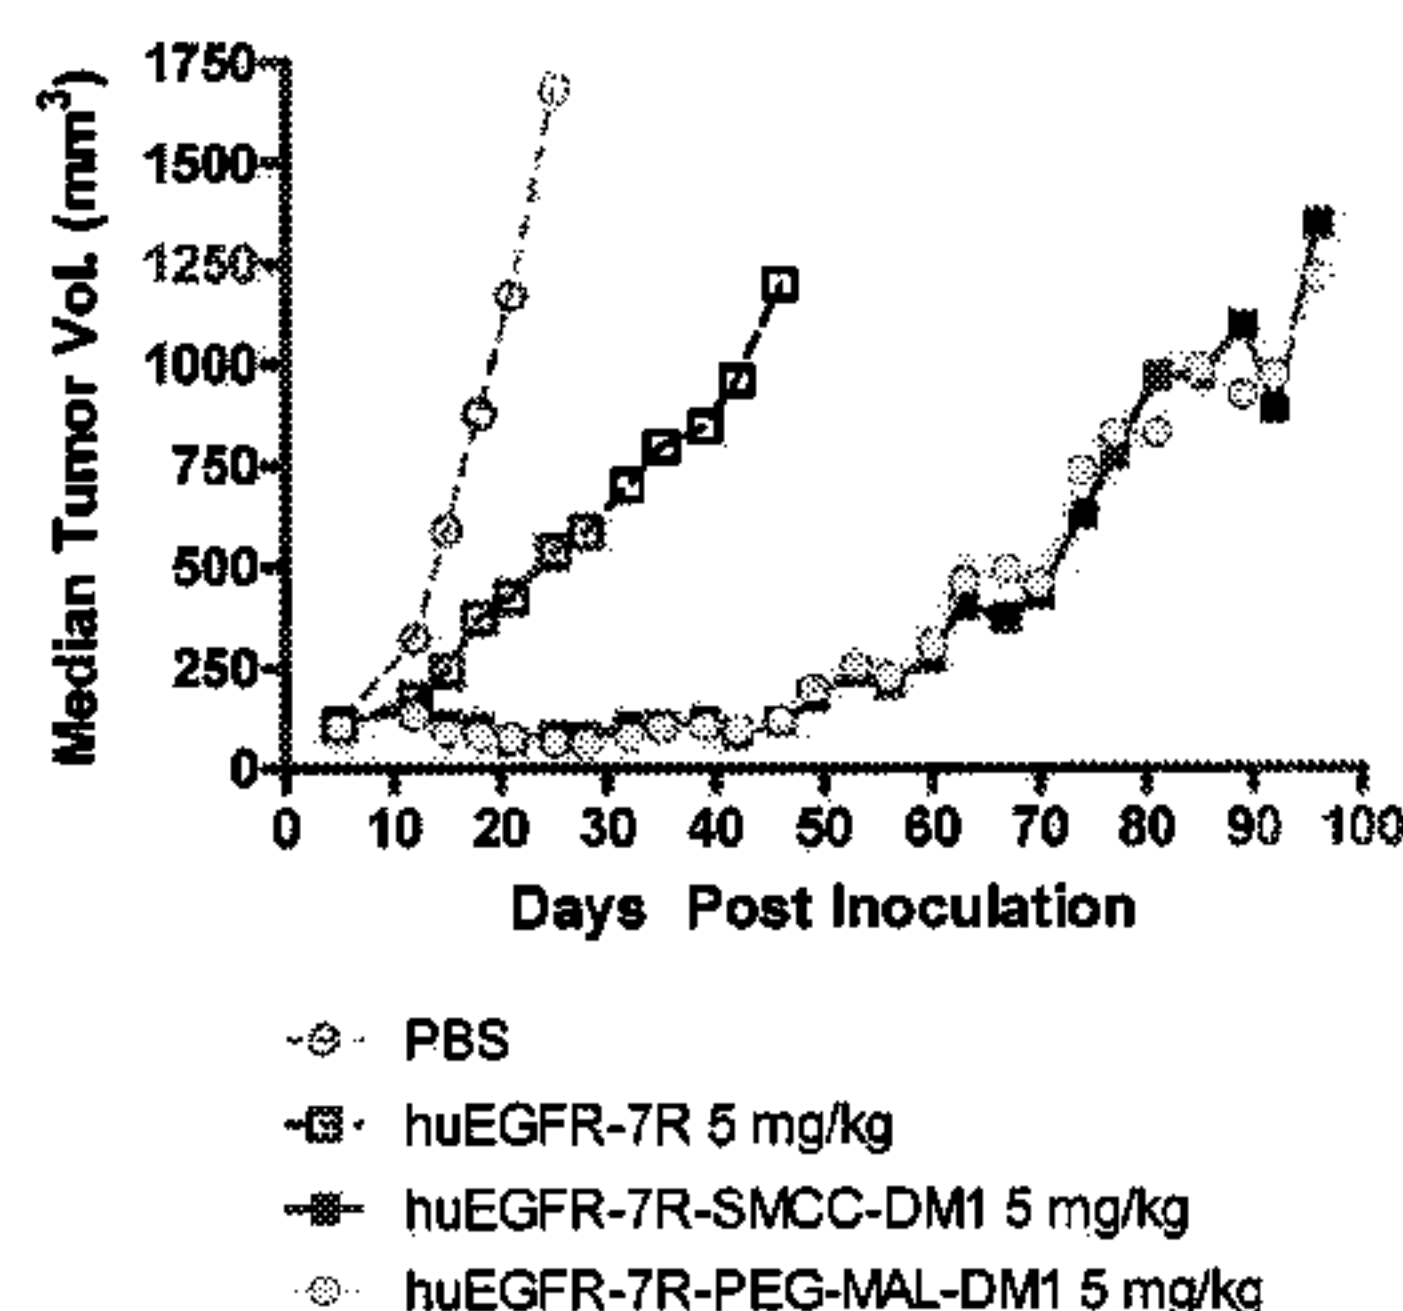 Median Tumor Vol. (mm³)
1750
1500
1250
1000
750
500
250
0
0 10 20 30 40 50 60 70 80 90 100
Days Post Inoculation
PBS
huEGFR-7R 5 mg/kg
huEGFR-7R-SMCC-DM1 5 mg/kg
huEGFR-7R-PEG-MAL-DM1 5 mg/kg